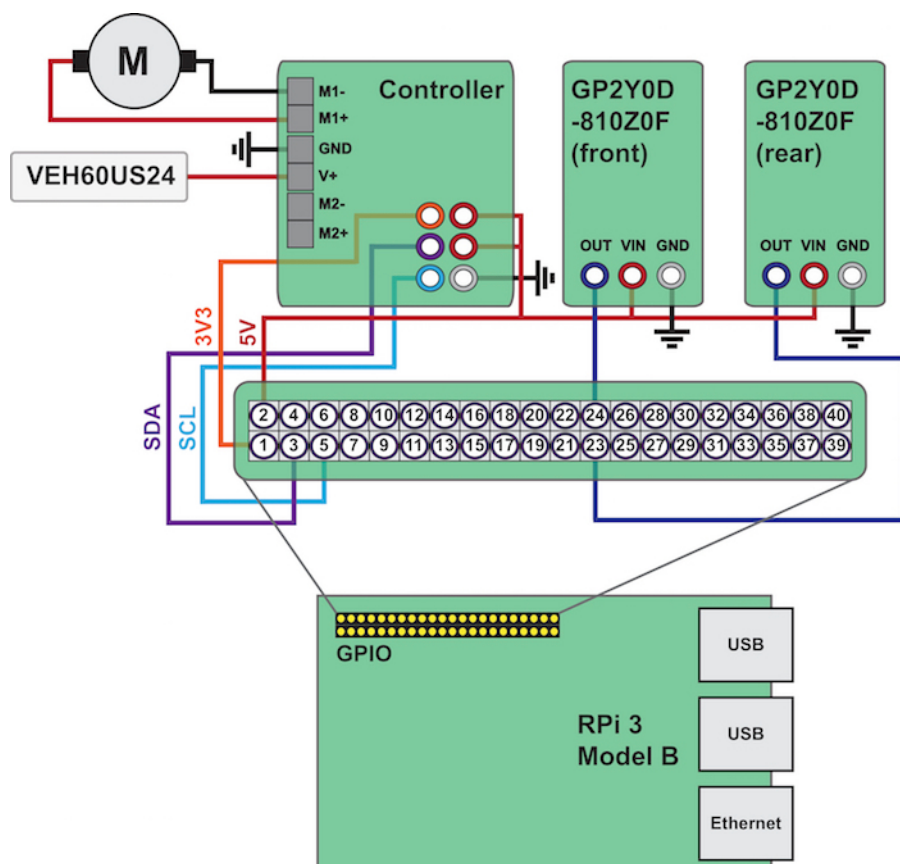 M
M1-
M1+
GND
V+
M2-
M2+
Controller
VEH60US24
GP2Y0D
-810Z0F
(front)
OUT VIN GND
GP2Y0D
-810Z0F
(rear)
OUT VIN GND
3V3
5V
SDA
SCL
2 4 6 8 10 12 14 16 18 20 22 24 26 28 30 32 34 36 38 40
1 3 5 7 9 11 13 15 17 19 21 23 25 27 29 31 33 35 37 39
GPIO
RPi 3
Model B
USB
USB
Ethernet